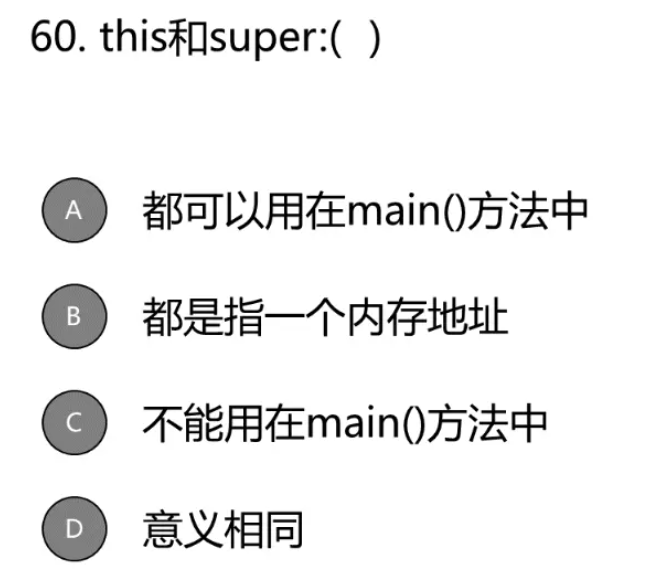 60. this和super:( )
A 都可以用在main()方法中
B 都是指一个内存地址
C 不能用在main()方法中
D 意义相同